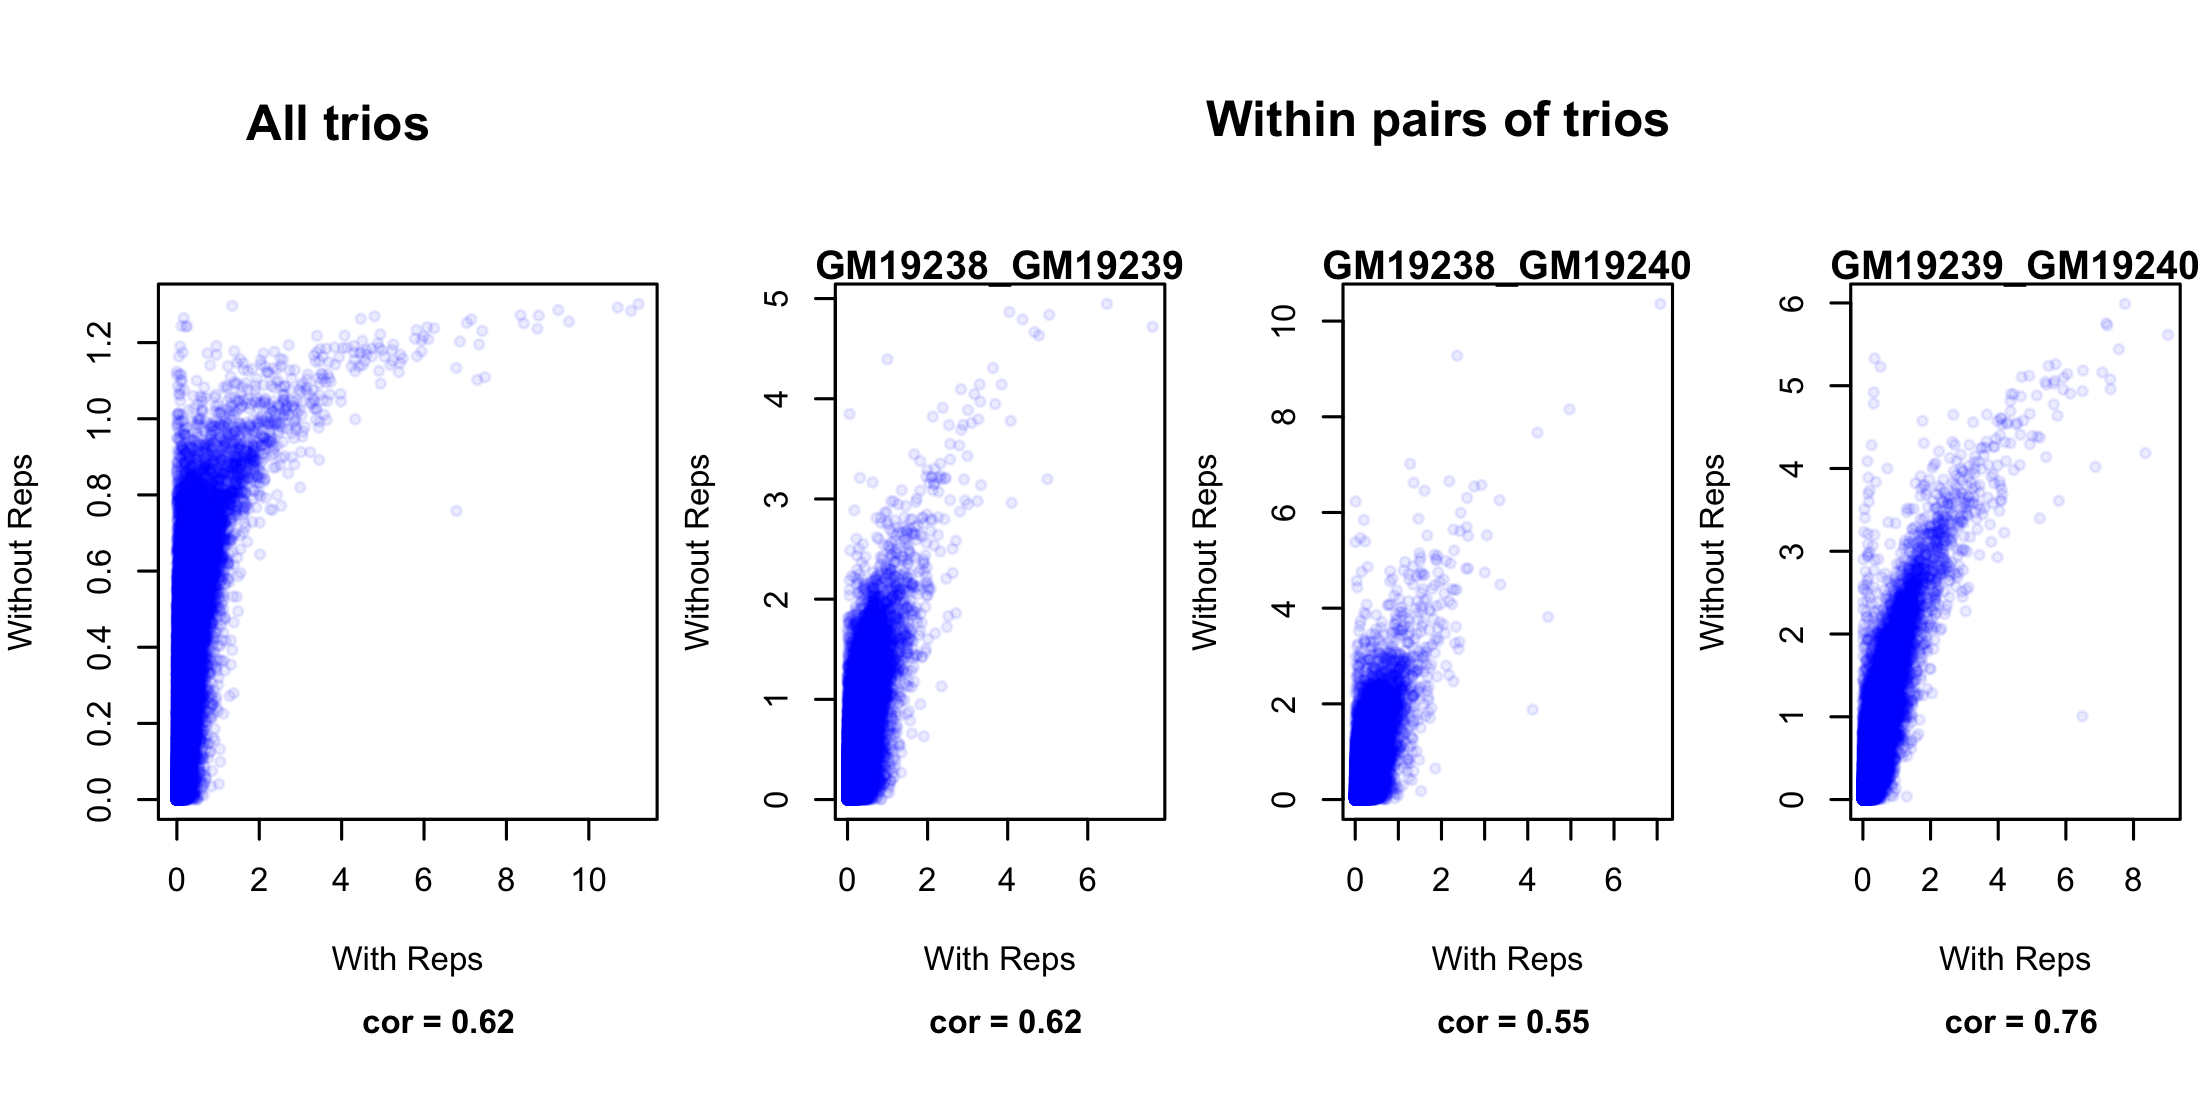 All trios
Within pairs of trios
GM19238_GM19239
GM19238_GM19240
GM19239_GM19240
Without Reps
0.0 0.2 0.4 0.6 0.8 1.0 1.2
0 2 4 6 8 10
With Reps
cor = 0.62
Without Reps
0 1 2 3 4 5
0 2 4 6
With Reps
cor = 0.62
Without Reps
0 2 4 6 8 10
0 2 4 6
With Reps
cor = 0.55
Without Reps
0 1 2 3 4 5 6
0 2 4 6 8
With Reps
cor = 0.76